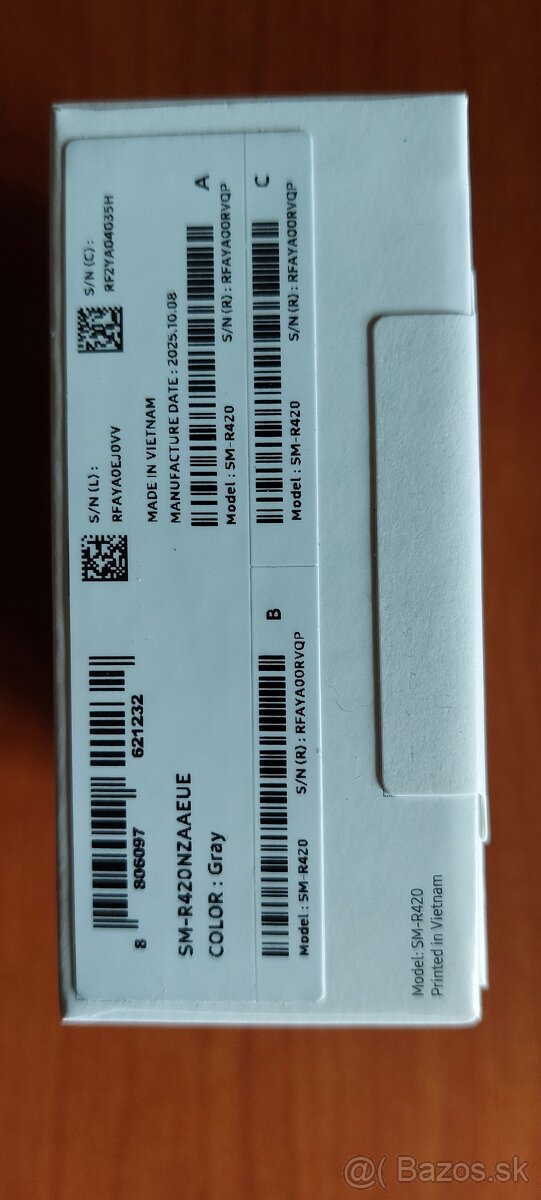 8 806097 621232
SM-R420NZAAEUE
COLOR : Gray
S/N (L) :
RFAYA0EJ0VV
S/N (C) :
RF2YA04035H
MADE IN VIETNAM
MANUFACTURE DATE : 2025.10.08
A
Model : SM-R420 S/N (R) : RFAYA00RVQP
B
Model : SM-R420 S/N (R) : RFAYA00RVQP
C
Model : SM-R420 S/N (R) : RFAYA00RVQP
Model: SM-R420
Printed in Vietnam
@( Bazos.sk